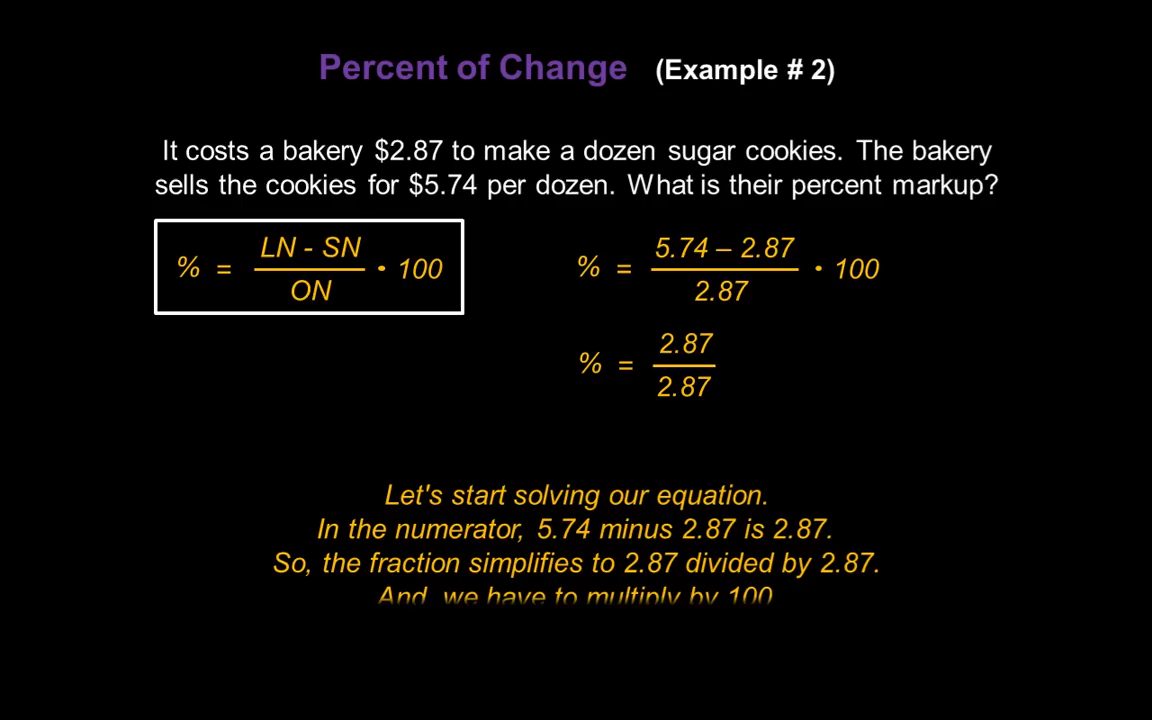 Percent of Change (Example # 2)
It costs a bakery $2.87 to make a dozen sugar cookies. The bakery
sells the cookies for $5.74 per dozen. What is their percent markup?
% = LN - SN / ON • 100
% = 5.74 – 2.87 / 2.87 • 100
% = 2.87 / 2.87
Let's start solving our equation.
In the numerator, 5.74 minus 2.87 is 2.87.
So, the fraction simplifies to 2.87 divided by 2.87.
And, we have to multiply by 100